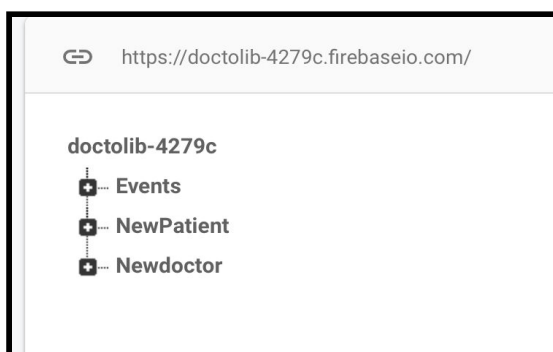 https://doctolib-4279c.firebaseio.com/
doctolib-4279c
Events
NewPatient
Newdoctor